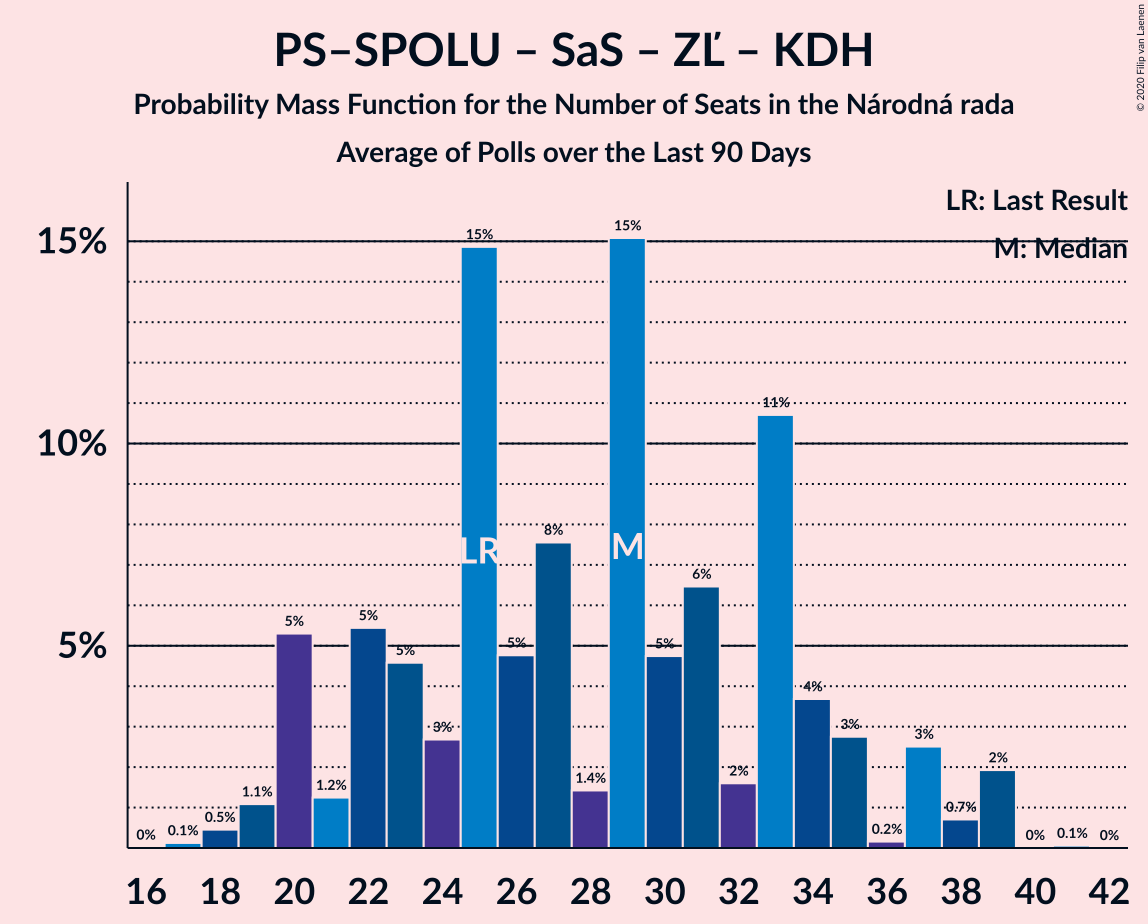 PS–SPOLU – SaS – ZĽ – KDH
Probability Mass Function for the Number of Seats in the Národná rada
Average of Polls over the Last 90 Days
© 2020 Filip van Laenen
LR: Last Result
M: Median
15%
10%
5%
0% 0.1% 0.5% 1.1% 5% 1.2% 5% 5% 3% 15% 5% 8% 1.4% 15% 5% 6% 2% 11% 4% 3% 0.2% 3% 0.7% 2% 0% 0.1% 0%
LR M
16 18 20 22 24 26 28 30 32 34 36 38 40 42